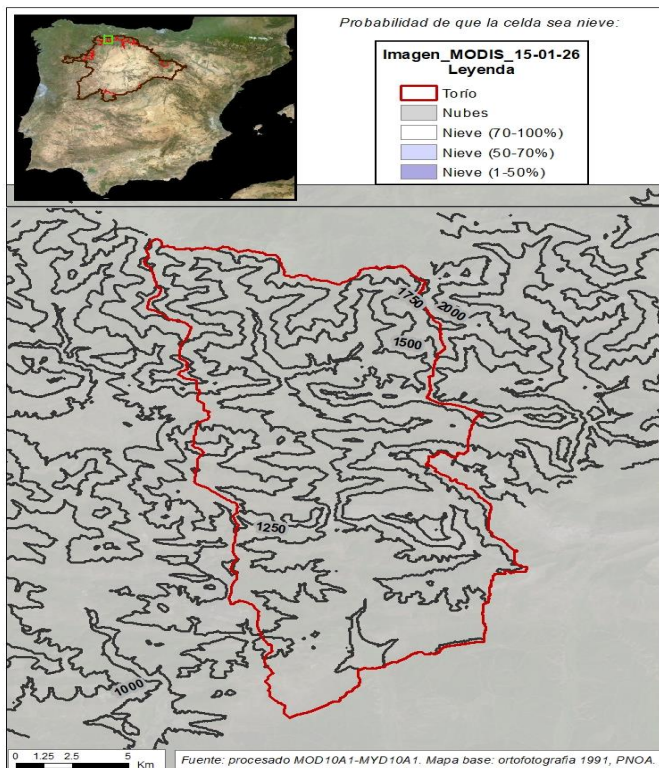 Probabilidad de que la celda sea nieve:
Imagen_MODIS_15-01-26
Leyenda
Torío
Nubes
Nieve (70-100%)
Nieve (50-70%)
Nieve (1-50%)
1750
2000
1500
1250
1000
0 1.25 2.5 5
Km
Fuente: procesado MOD10A1-MYD10A1. Mapa base: ortofotografía 1991, PNOA.